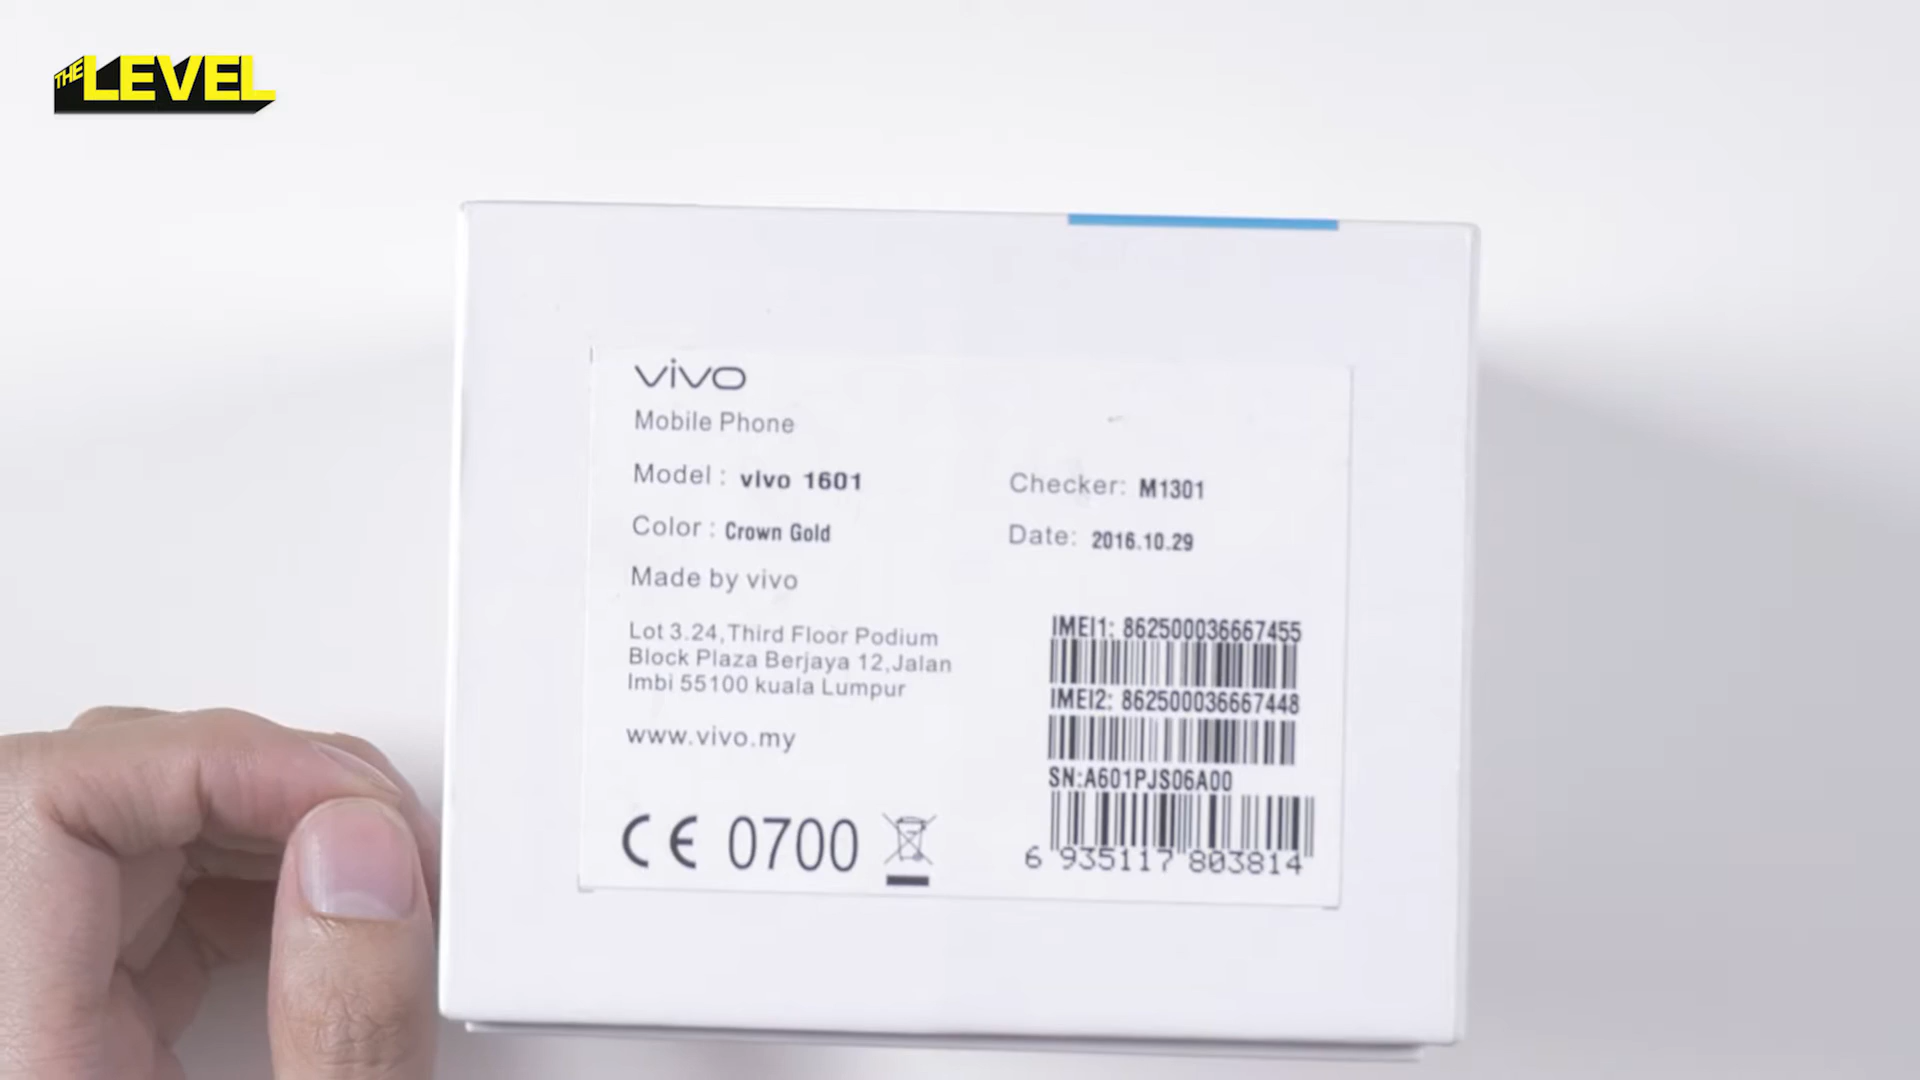 THE LEVEL
vivo
Mobile Phone
Model : vivo 1601
Checker: M1301
Color : Crown Gold
Date: 2016.10.29
Made by vivo
Lot 3.24,Third Floor Podium
Block Plaza Berjaya 12,Jalan
Imbi 55100 kuala Lumpur
www.vivo.my
IMEI1: 862500036667455
IMEI2: 862500036667448
SN:A601PJS06A00
6 935117 803814
CE 0700